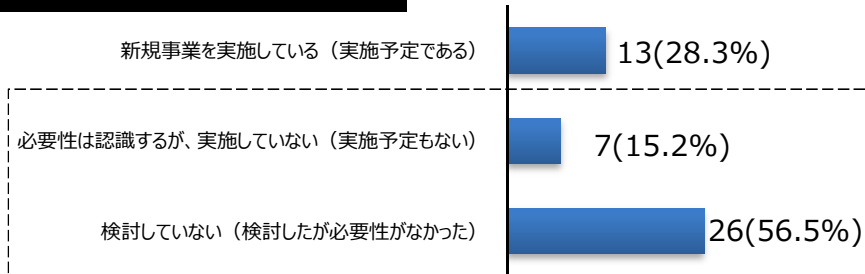 新規事業を実施している（実施予定である）
13(28.3%)
必要性は認識するが、実施していない（実施予定もない）
7(15.2%)
検討していない（検討したが必要性がなかった）
26(56.5%)